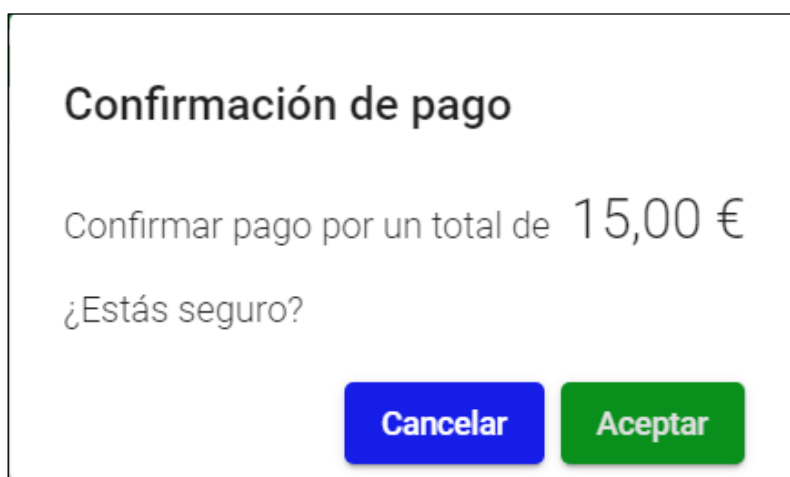 Confirmación de pago
Confirmar pago por un total de 15,00 €
¿Estás seguro?
Cancelar Aceptar